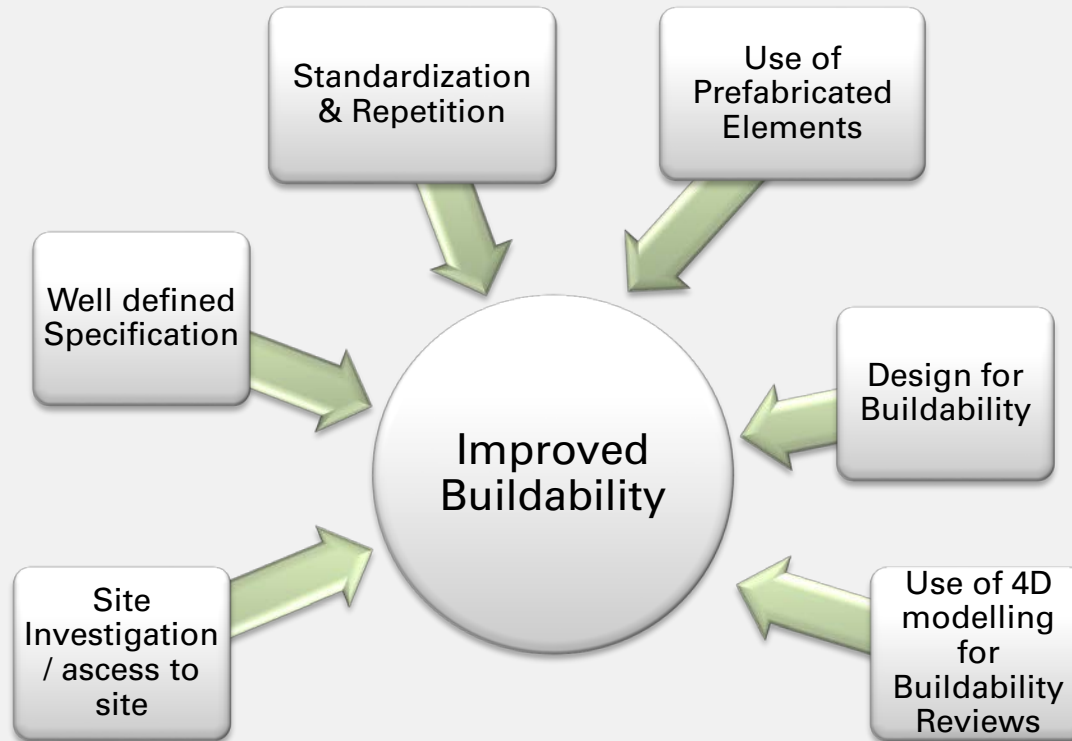 Standardization
& Repetition
Use of
Prefabricated
Elements
Well defined
Specification
Design for
Buildability
Improved
Buildability
Site
Investigation
/ ascess to
site
Use of 4D
modelling
for
Buildability
Reviews